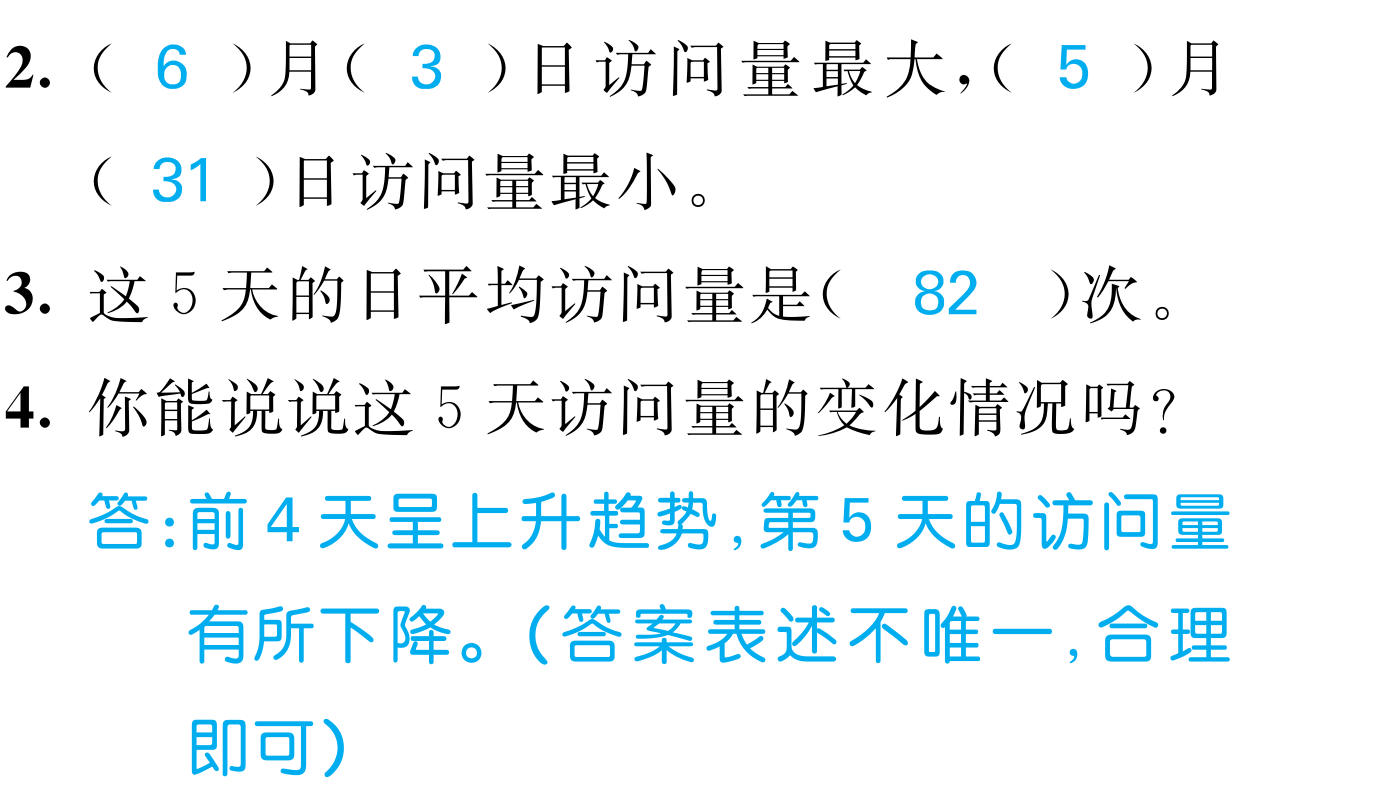 2. ( 6 )月( 3 )日访问量最大,( 5 )月
( 31 )日访问量最小。
3. 这 5 天的日平均访问量是( 82 )次。
4. 你能说说这 5 天访问量的变化情况吗?
答:前 4 天呈上升趋势,第 5 天的访问量
有所下降。(答案表述不唯一,合理
即可)